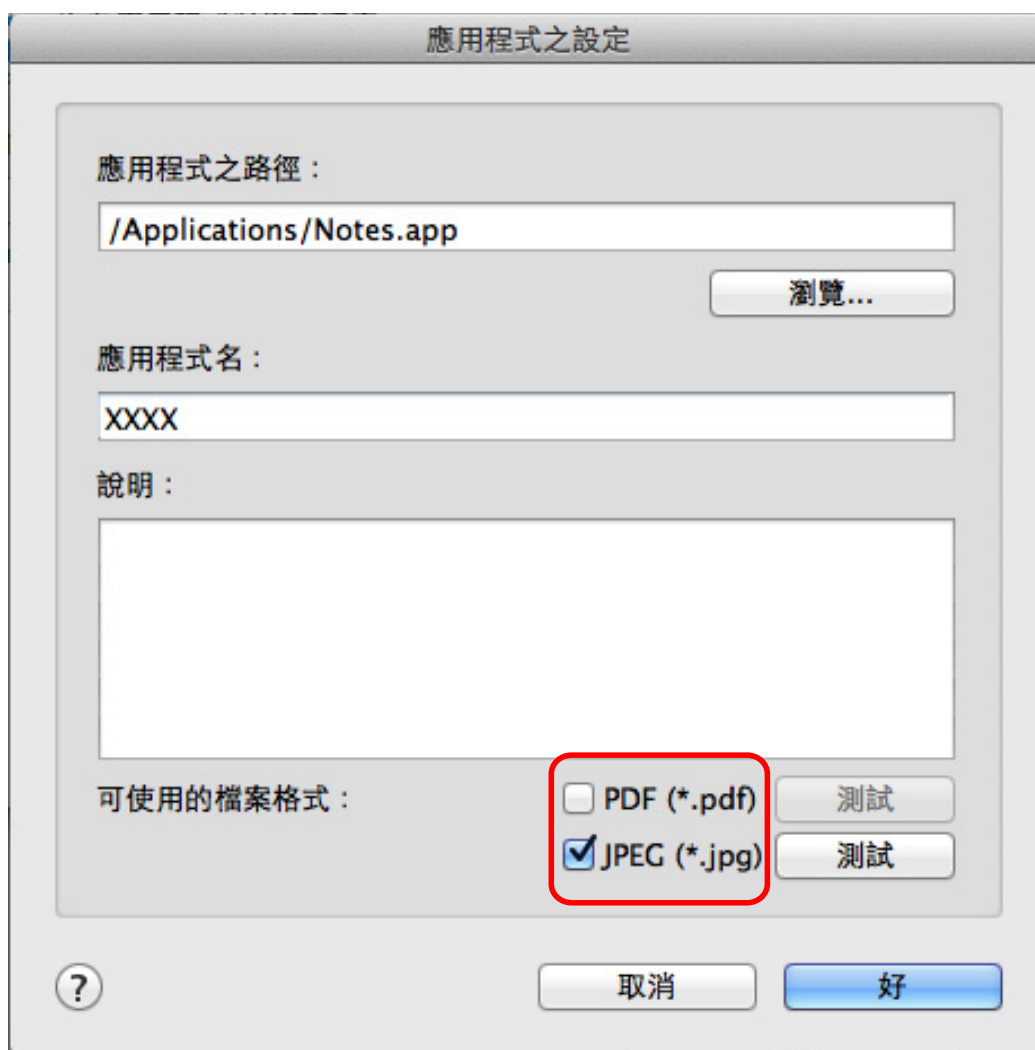 應用程式之設定
應用程式之路徑：
/Applications/Notes.app
瀏覽...
應用程式名：
XXXX
說明：
可使用的檔案格式： PDF (*.pdf) 測試
JPEG (*.jpg) 測試
? 取消 好